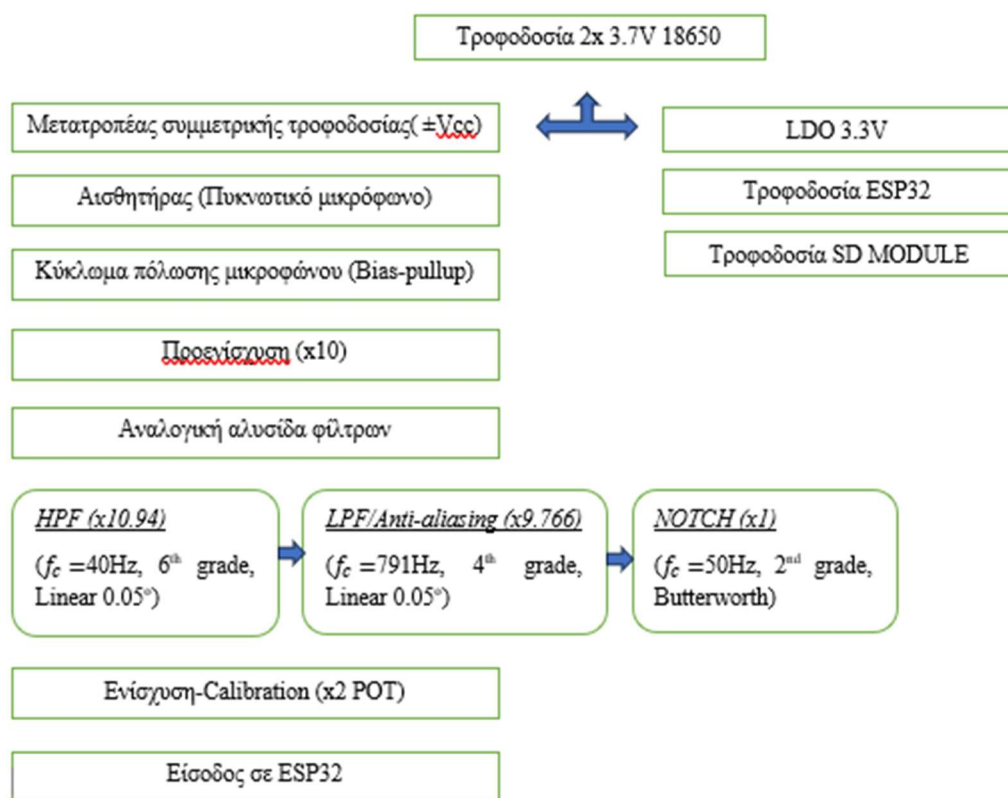 Τροφοδοσία 2x 3.7V 18650
Μετατροπέας συμμετρικής τροφοδοσίας( ±Vcc)
LDO 3.3V
Αισθητήρας (Πυκνωτικό μικρόφωνο)
Τροφοδοσία ESP32
Κύκλωμα πόλωσης μικροφώνου (Bias-pullup)
Τροφοδοσία SD MODULE
Προενίσχυση (x10)
Αναλογική αλυσίδα φίλτρων
HPF (x10.94)
(f_c =40Hz, 6th grade,
Linear 0.05°)
LPF/Anti-aliasing (x9.766)
(f_c =791Hz, 4th grade,
Linear 0.05°)
NOTCH (x1)
(f_c =50Hz, 2nd grade,
Butterworth)
Ενίσχυση-Calibration (x2 POT)
Είσοδος σε ESP32